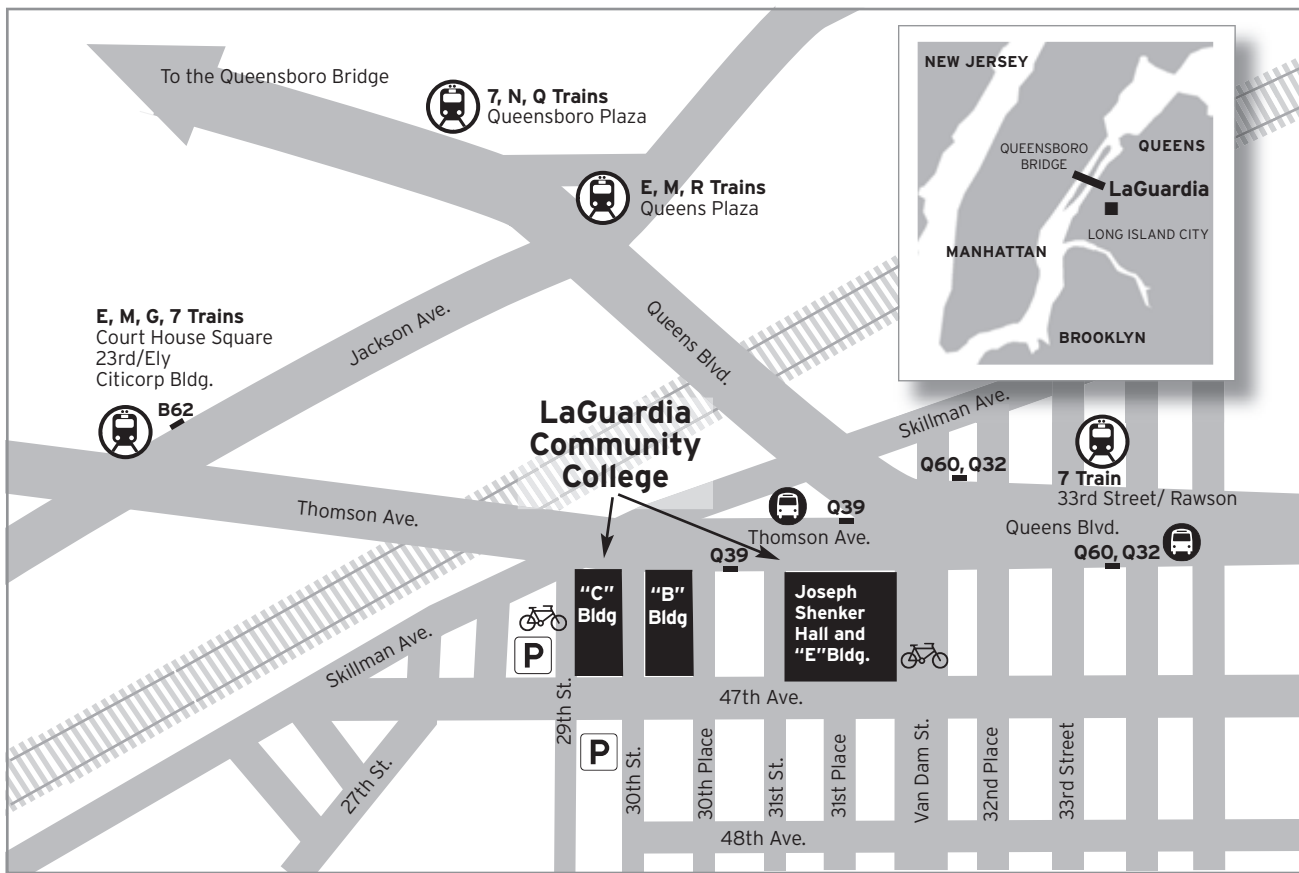 To the Queensboro Bridge
7, N, Q Trains
Queensboro Plaza
E, M, R Trains
Queens Plaza
NEW JERSEY
QUEENSBORO
BRIDGE
QUEENS
LaGuardia
LONG ISLAND CITY
MANHATTAN
BROOKLYN
E, M, G, 7 Trains
Court House Square
23rd/Ely
Citicorp Bldg.
B62
Jackson Ave.
Queens Blvd.
LaGuardia
Community
College
Skillman Ave.
Q60, Q32
7 Train
33rd Street/ Rawson
Thomson Ave.
Q39
Thomson Ave.
Queens Blvd.
Q39
Q60, Q32
"C"
Bldg
"B"
Bldg
Joseph
Shenker
Hall and
"E"Bldg.
P
Skillman Ave.
47th Ave.
P
27th St.
29th St.
30th St.
30th Place
31st St.
31st Place
Van Dam St.
32nd Place
33rd Street
48th Ave.